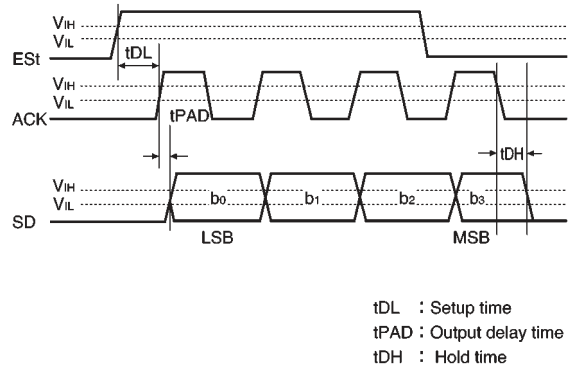 VIH
VIL
ESt
tDL
VIH
VIL
ACK
tPAD
tDH
VIH
VIL
SD
b0
b1
b2
b3
LSB
MSB
tDL : Setup time
tPAD : Output delay time
tDH : Hold time